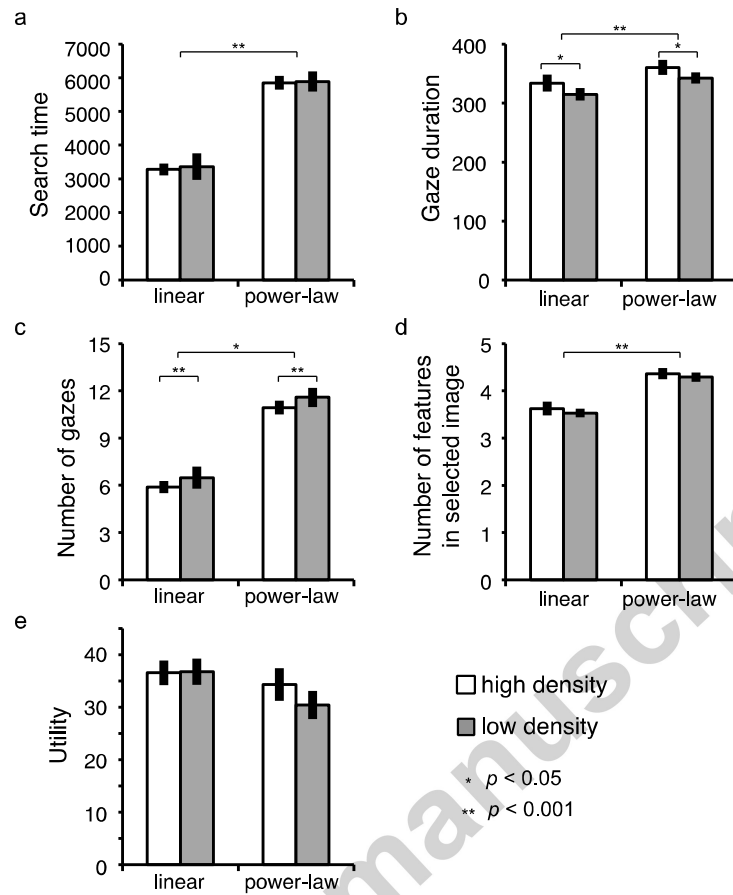 a
**
7000
6000
5000
4000
3000
2000
1000
0
Search time
linear power-law
b
**
* *
400
300
200
100
0
Gaze duration
linear power-law
c
*
** **
15
12
9
6
3
0
Number of gazes
linear power-law
d
**
5
4
3
2
1
0
Number of features
in selected image
linear power-law
e
40
30
20
10
0
Utility
linear power-law
high density
low density
* p < 0.05
** p < 0.001
manuscrip